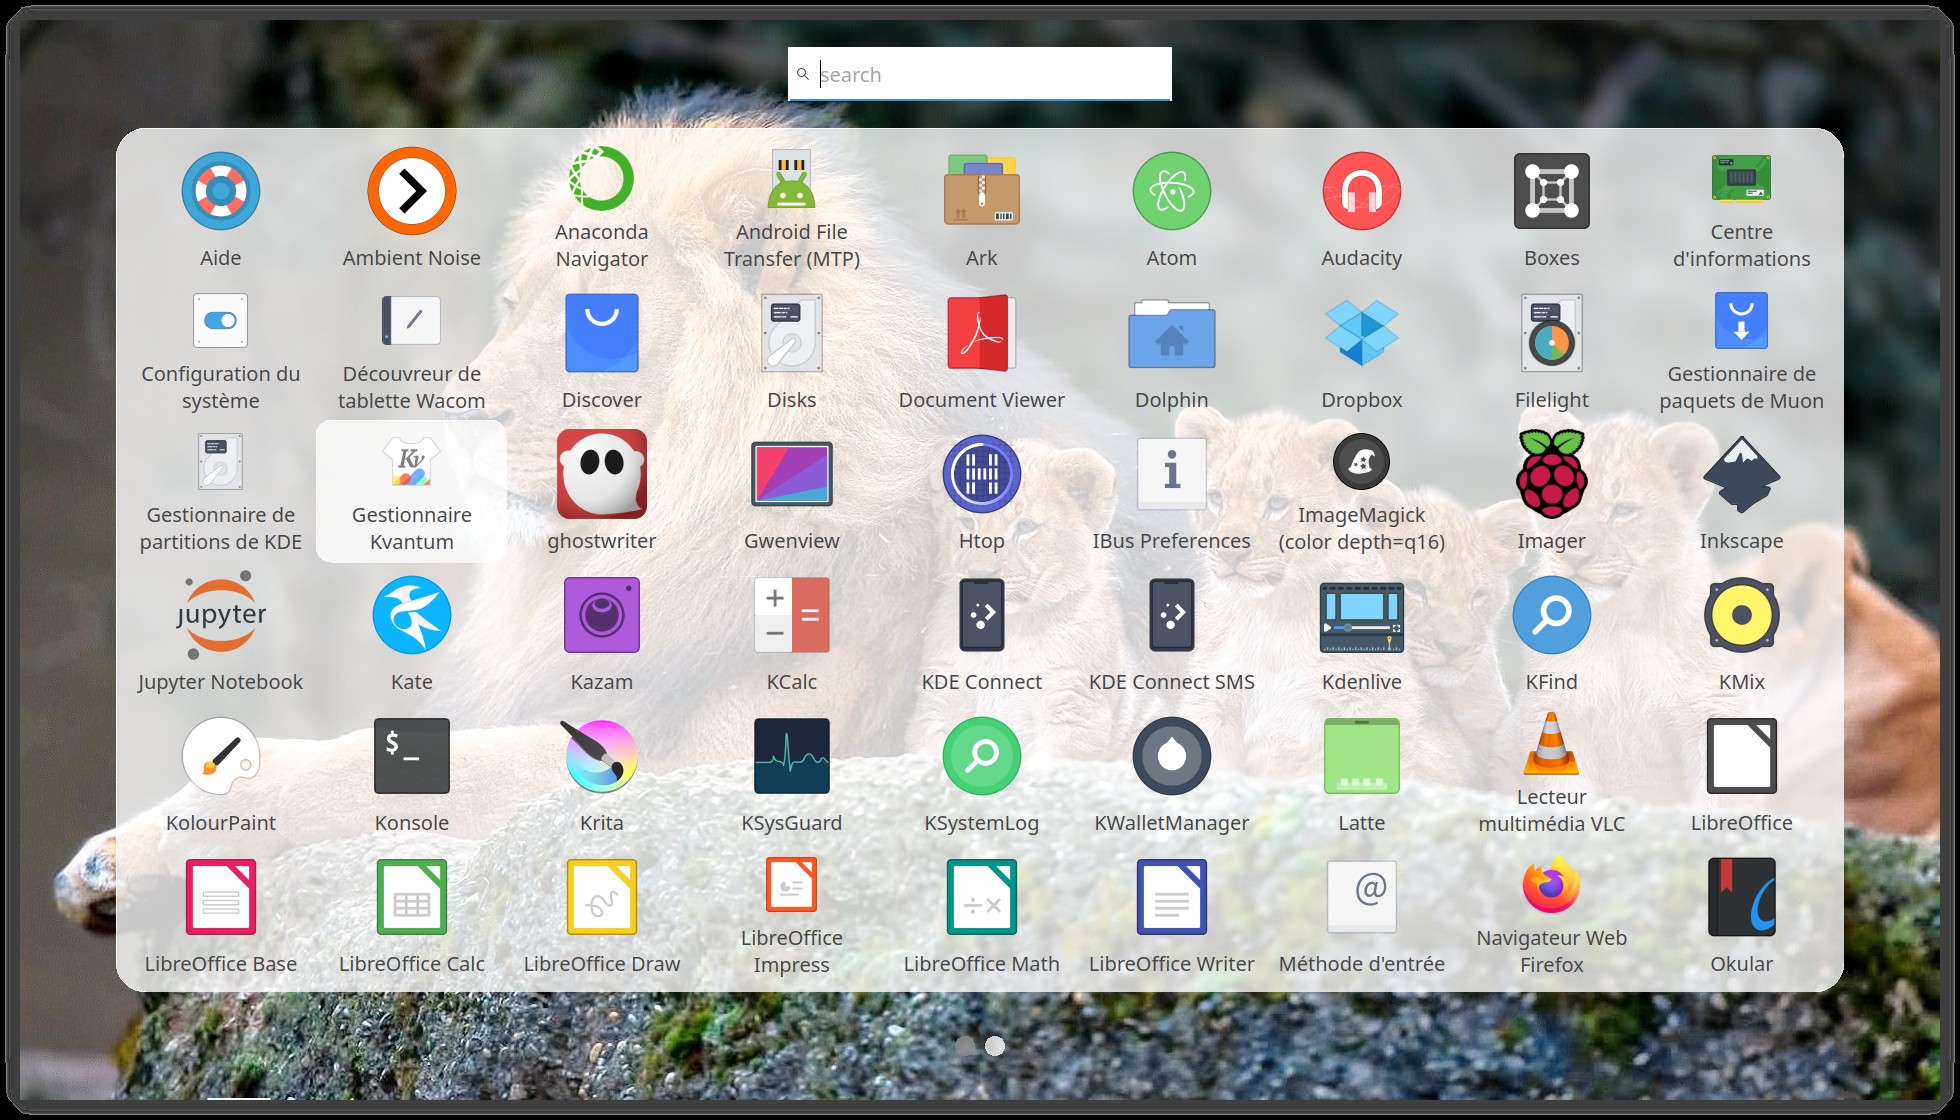 search
Aide
Ambient Noise
Anaconda
Navigator
Android File
Transfer (MTP)
Ark
Atom
Audacity
Boxes
Centre
d'informations
Configuration du
système
Découvreur de
tablette Wacom
Discover
Disks
Document Viewer
Dolphin
Dropbox
Filelight
Gestionnaire de
paquets de Muon
Gestionnaire de
partitions de KDE
Kv
Gestionnaire
Kvantum
ghostwriter
Gwenview
Htop
i
IBus Preferences
ImageMagick
(color depth=q16)
Imager
Inkscape
jupyter
Jupyter Notebook
Kate
Kazam
+
−
=
KCalc
KDE Connect
KDE Connect SMS
Kdenlive
KFind
KMix
KolourPaint
$_
Konsole
Krita
KSysGuard
KSystemLog
KWalletManager
Latte
Lecteur
multimédia VLC
LibreOffice
LibreOffice Base
LibreOffice Calc
LibreOffice Draw
LibreOffice
Impress
÷×
LibreOffice Math
LibreOffice Writer
@
Méthode d'entrée
Navigateur Web
Firefox
Okular